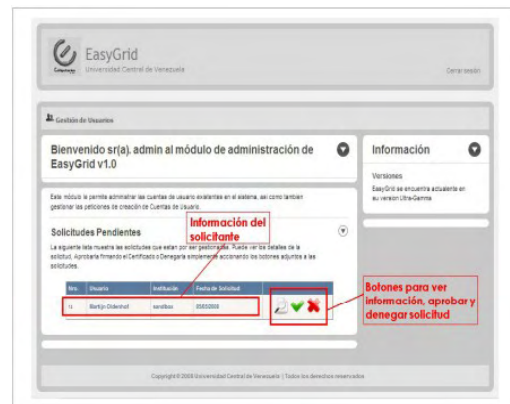 EasyGrid
Universidad Central de Venezuela
Cerrar sesión
Gestión de Usuarios
Bienvenido sr(a). admin al módulo de administración de
EasyGrid v1.0
Este módulo le permite administrar las cuentas de usuario existentes en el sistema, así como también
gestionar las peticiones de creación de Cuentas de Usuario.
Información del
solicitante
Solicitudes Pendientes
La siguiente lista muestra las solicitudes que estan por ser gestionadas. Puede ver los detalles de la
solicitud, Aprobarla firmando el Certificado o Denegarla simplemente accionando los botones adjuntos a las
solicitudes.
Nro. Usuario Institución Fecha de Solicitud
Información
Versiones
EasyGrid se encuentra actualente en
su versión Ultra-Gamma
Botones para ver
información, aprobar y
denegar solicitud
Copyright © 2008 Universidad Central de Venezuela | Todos los derechos reservados